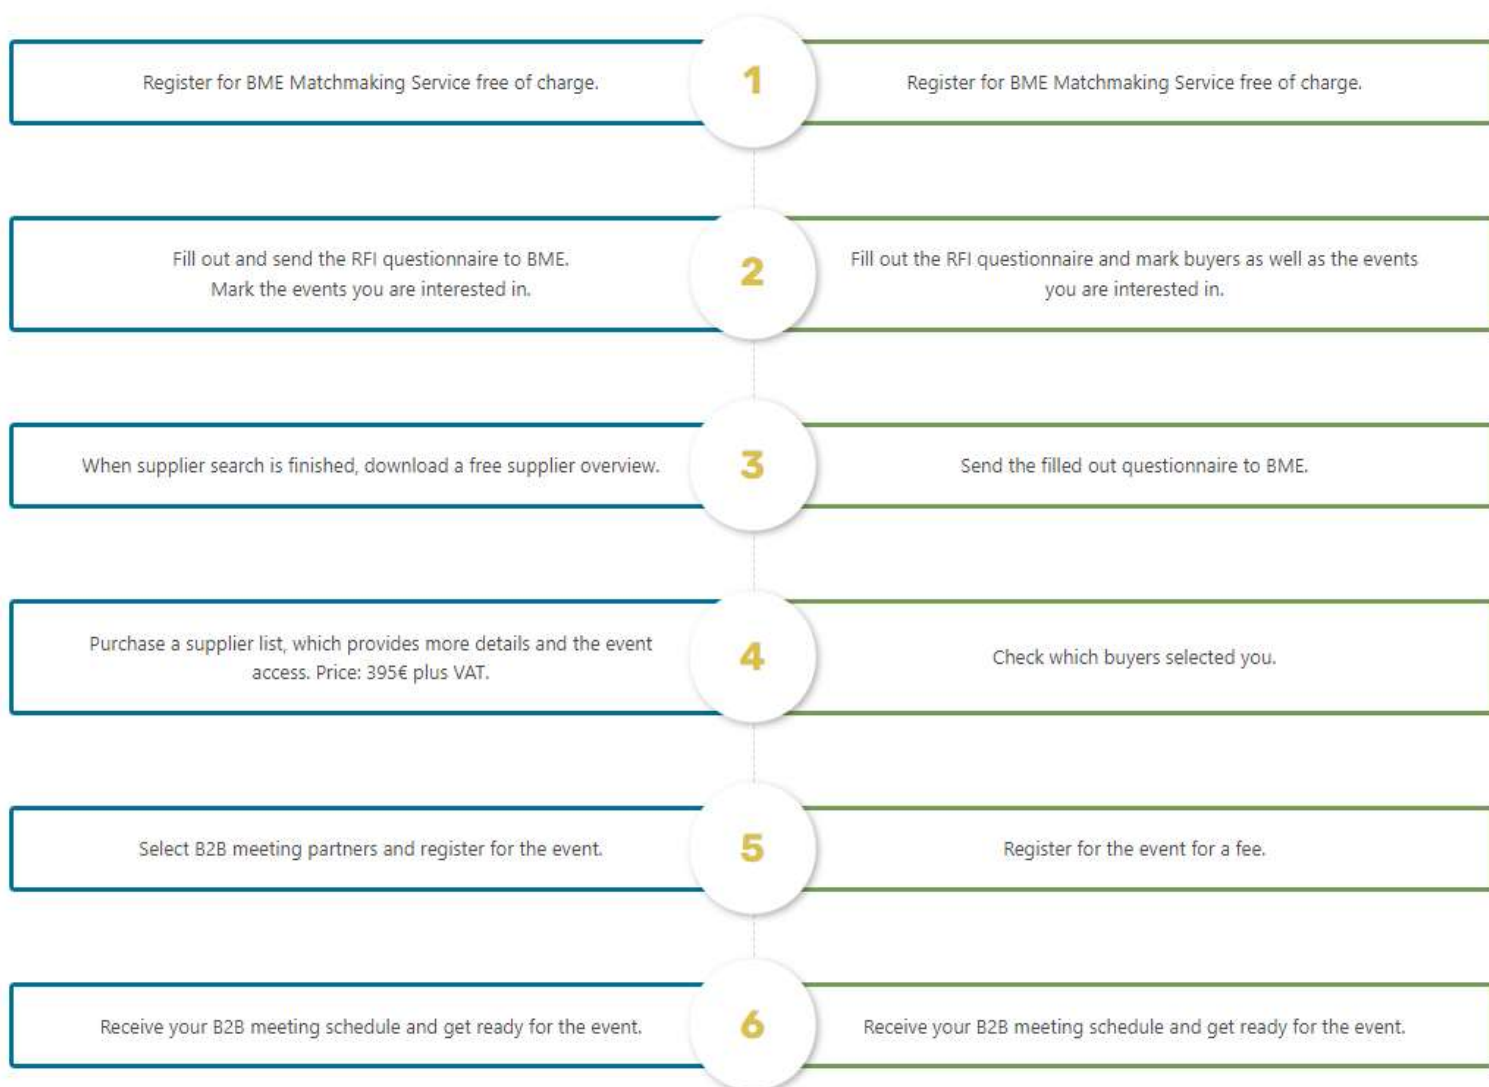 Register for BME Matchmaking Service free of charge.
1
Register for BME Matchmaking Service free of charge.
Fill out and send the RFI questionnaire to BME.
Mark the events you are interested in.
2
Fill out the RFI questionnaire and mark buyers as well as the events
you are interested in.
When supplier search is finished, download a free supplier overview.
3
Send the filled out questionnaire to BME.
Purchase a supplier list, which provides more details and the event
access. Price: 395€ plus VAT.
4
Check which buyers selected you.
Select B2B meeting partners and register for the event.
5
Register for the event for a fee.
Receive your B2B meeting schedule and get ready for the event.
6
Receive your B2B meeting schedule and get ready for the event.